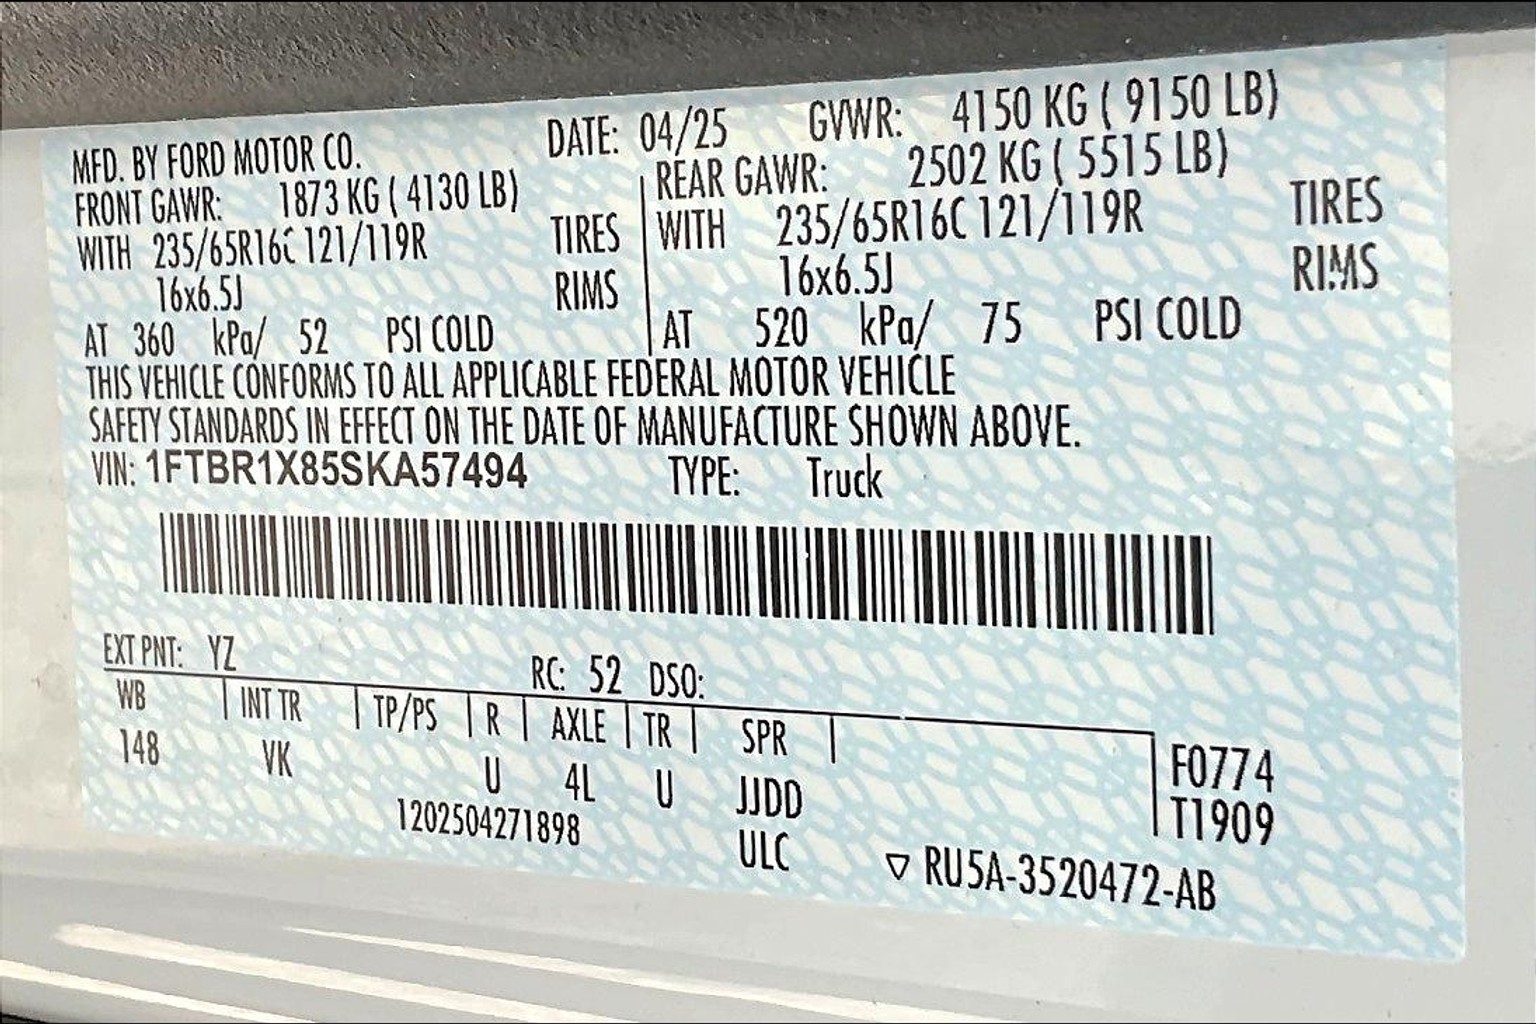 MFD. BY FORD MOTOR CO. DATE: 04/25 GVWR: 4150 KG ( 9150 LB)
FRONT GAWR: 1873 KG ( 4130 LB) REAR GAWR: 2502 KG ( 5515 LB)
WITH 235/65R16C 121/119R TIRES WITH 235/65R16C 121/119R TIRES
16x6.5J RIMS 16x6.5J RIMS
AT 360 kPa/ 52 PSI COLD AT 520 kPa/ 75 PSI COLD
THIS VEHICLE CONFORMS TO ALL APPLICABLE FEDERAL MOTOR VEHICLE
SAFETY STANDARDS IN EFFECT ON THE DATE OF MANUFACTURE SHOWN ABOVE.
VIN: 1FTBR1X85SKA57494 TYPE: Truck
EXT PNT: YZ RC: 52 DSO:
WB INT TR TP/PS R AXLE TR SPR
148 VK U 4L U JJDD F0774
1202504271898 ULC T1909
▽ RU5A-3520472-AB